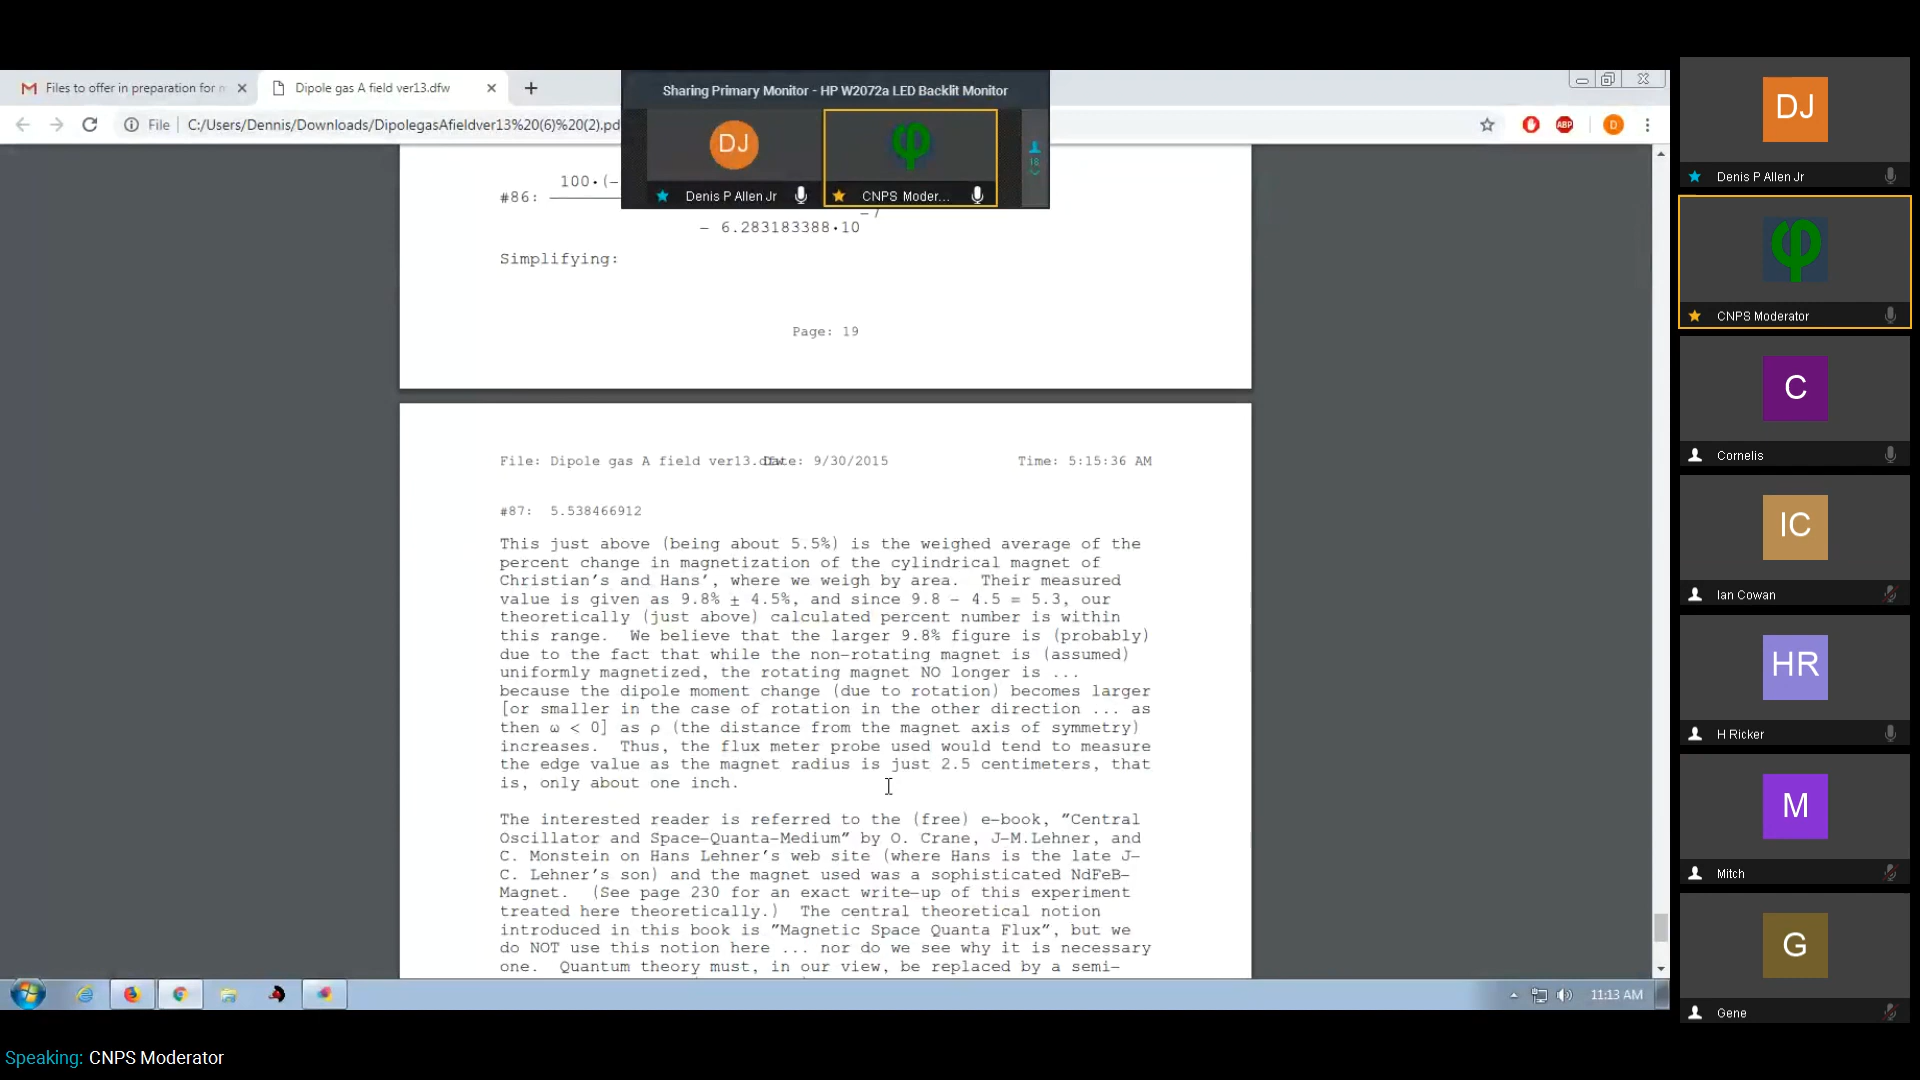 Files to offer in preparation for
Dipole gas A field ver13.dfw
File
C:/Users/Dennis/Downloads/DipolegasAfieldver13%20(6)%20(2).pd
ABP
D
Sharing Primary Monitor - HP W2072a LED Backlit Monitor
DJ
Denis P Allen Jr
CNPS Moder...
18
#86:
100·(-
- 6.283183388·10
-7
Simplifying:
Page: 19
File: Dipole gas A field ver13.dfw
Date: 9/30/2015
Time: 5:15:36 AM
#87: 5.538466912
This just above (being about 5.5%) is the weighed average of the
percent change in magnetization of the cylindrical magnet of
Christian's and Hans', where we weigh by area. Their measured
value is given as 9.8% ± 4.5%, and since 9.8 - 4.5 = 5.3, our
theoretically (just above) calculated percent number is within
this range. We believe that the larger 9.8% figure is (probably)
due to the fact that while the non-rotating magnet is (assumed)
uniformly magnetized, the rotating magnet NO longer is ...
because the dipole moment change (due to rotation) becomes larger
[or smaller in the case of rotation in the other direction ... as
then ω < 0] as ρ (the distance from the magnet axis of symmetry)
increases. Thus, the flux meter probe used would tend to measure
the edge value as the magnet radius is just 2.5 centimeters, that
is, only about one inch.
The interested reader is referred to the (free) e-book, "Central
Oscillator and Space-Quanta-Medium" by O. Crane, J-M.Lehner, and
C. Monstein on Hans Lehner's web site (where Hans is the late J-
C. Lehner's son) and the magnet used was a sophisticated NdFeB-
Magnet. (See page 230 for an exact write-up of this experiment
treated here theoretically.) The central theoretical notion
introduced in this book is "Magnetic Space Quanta Flux", but we
do NOT use this notion here ... nor do we see why it is necessary
one. Quantum theory must, in our view, be replaced by a semi-
11:13 AM
DJ
Denis P Allen Jr
CNPS Moderator
C
Cornelis
IC
Ian Cowan
HR
H Ricker
M
Mitch
G
Gene
Speaking: CNPS Moderator